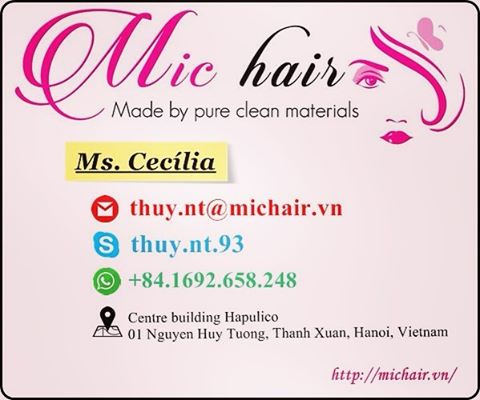 Mic hair
Made by pure clean materials
Ms. Cecília
thuy.nt@michair.vn
thuy.nt.93
+84.1692.658.248
Centre building Hapulico
01 Nguyen Huy Tuong, Thanh Xuan, Hanoi, Vietnam
http://michair.vn/